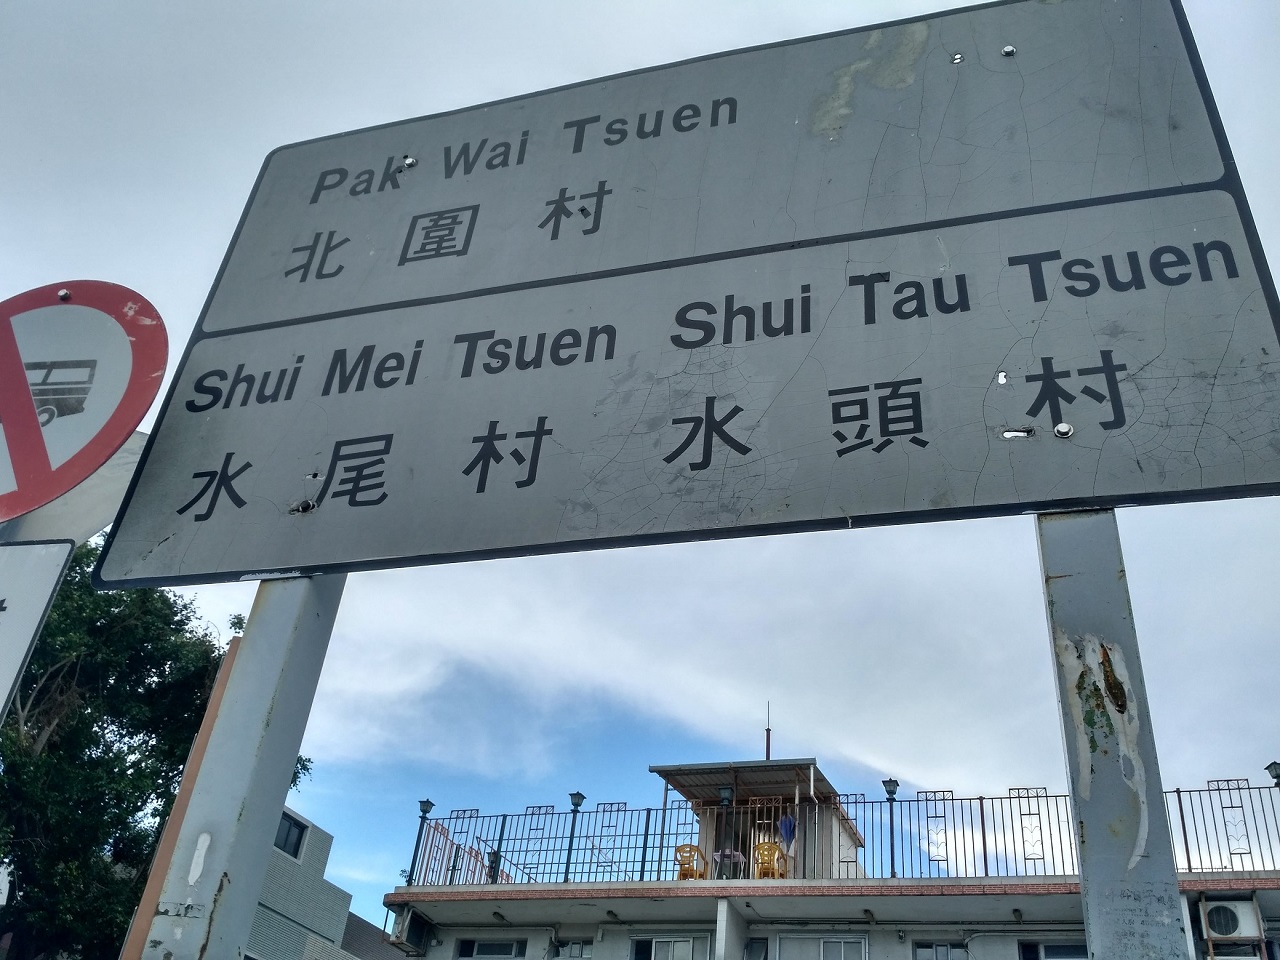 Pak Wai Tsuen
北圍村
Shui Mei Tsuen Shui Tau Tsuen
水尾村 水頭村